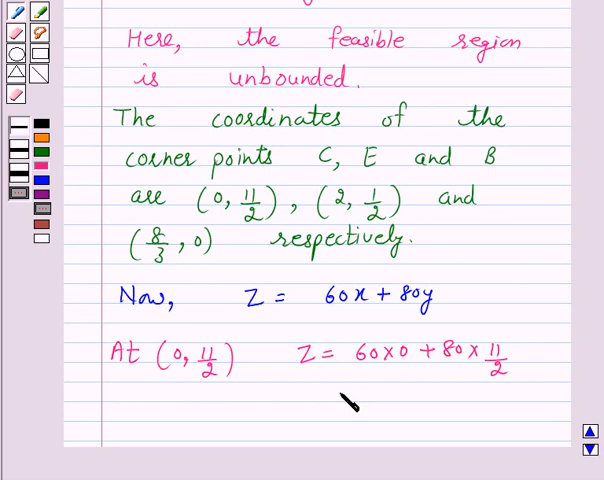 Here, the feasible region
is unbounded.
The coordinates of the
corner points C, E and B
are (0, 11/2), (2, 1/2) and
(8/3, 0) respectively.
Now, Z = 60x + 80y
At (0, 11/2) Z = 60×0 + 80×11/2